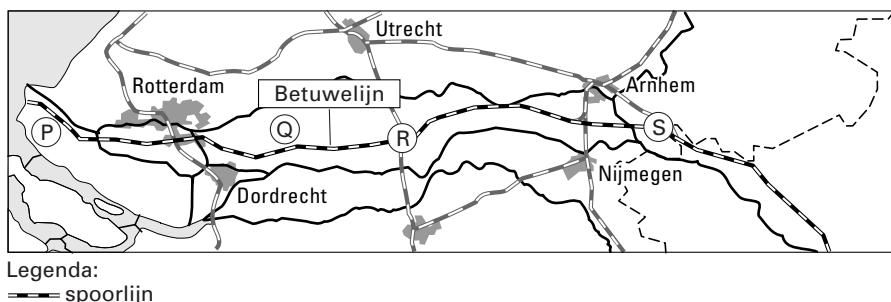 Utrecht
Rotterdam
Arnhem
Betuwelijn
P
Q
R
S
Nijmegen
Dordrecht
Legenda:
spoorlijn